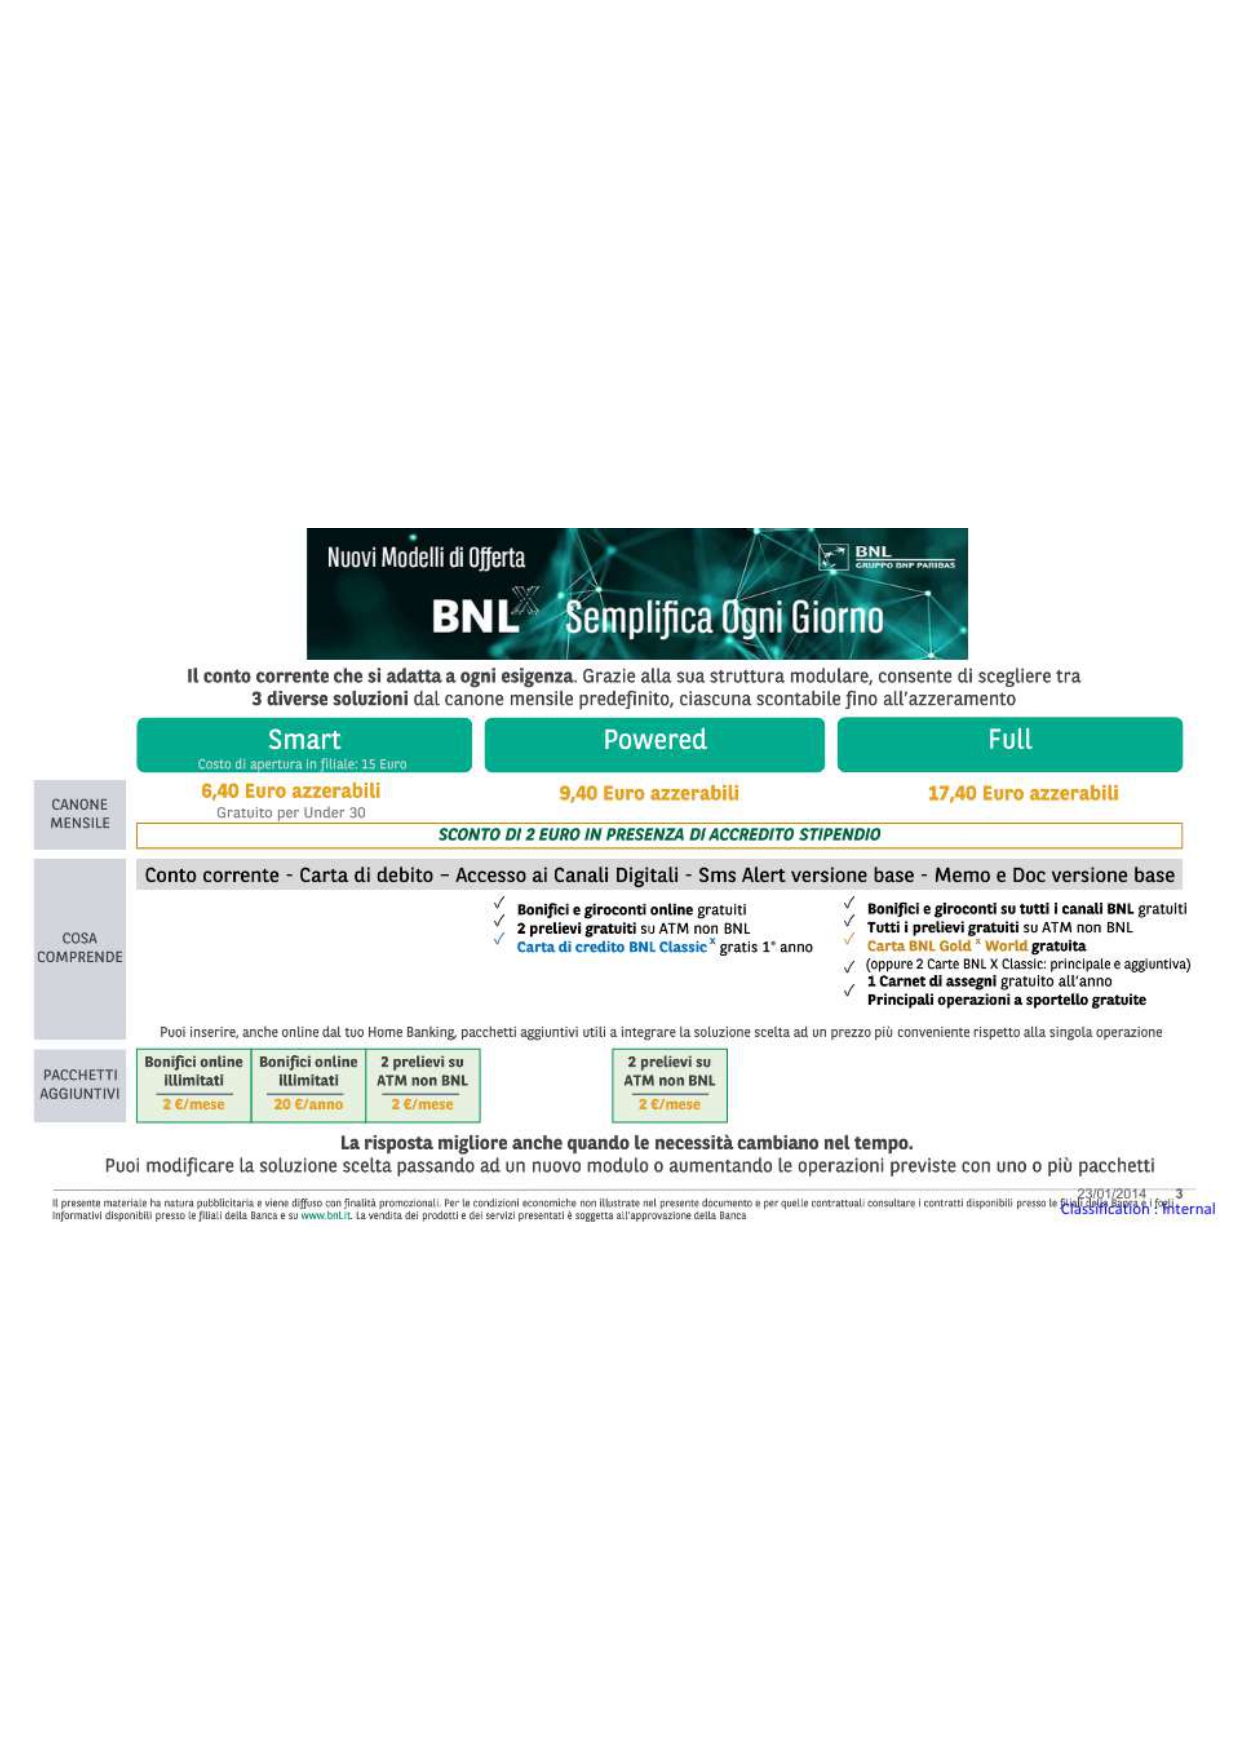 Nuovi Modelli di Offerta
BNL
GRUPPO BNP PARIBAS
BNL X Semplifica Ogni Giorno
Il conto corrente che si adatta a ogni esigenza. Grazie alla sua struttura modulare, consente di scegliere tra
3 diverse soluzioni dal canone mensile predefinito, ciascuna scontabile fino all'azzeramento
Smart
Costo di apertura in filiale: 15 Euro
Powered
Full
CANONE
MENSILE
6,40 Euro azzerabili
Gratuito per Under 30
9,40 Euro azzerabili
17,40 Euro azzerabili
SCONTO DI 2 EURO IN PRESENZA DI ACCREDITO STIPENDIO
COSA
COMPRENDE
Conto corrente - Carta di debito – Accesso ai Canali Digitali - Sms Alert versione base - Memo e Doc versione base
✓ Bonifici e giroconti online gratuiti
✓ 2 prelievi gratuiti su ATM non BNL
✓ Carta di credito BNL Classic X gratis 1° anno
✓ Bonifici e giroconti su tutti i canali BNL gratuiti
✓ Tutti i prelievi gratuiti su ATM non BNL
✓ Carta BNL Gold X World gratuita
✓ (oppure 2 Carte BNL X Classic: principale e aggiuntiva)
1 Carnet di assegni gratuito all'anno
✓ Principali operazioni a sportello gratuite
Puoi inserire, anche online dal tuo Home Banking, pacchetti aggiuntivi utili a integrare la soluzione scelta ad un prezzo più conveniente rispetto alla singola operazione
PACCHETTI
AGGIUNTIVI
Bonifici online
illimitati
2 €/mese
Bonifici online
illimitati
20 €/anno
2 prelievi su
ATM non BNL
2 €/mese
2 prelievi su
ATM non BNL
2 €/mese
La risposta migliore anche quando le necessità cambiano nel tempo.
Puoi modificare la soluzione scelta passando ad un nuovo modulo o aumentando le operazioni previste con uno o più pacchetti
23/01/2014 3
Il presente materiale ha natura pubblicitaria e viene diffuso con finalità promozionali. Per le condizioni economiche non illustrate nel presente documento e per quelle contrattuali consultare i contratti disponibili presso le filiali della Banca e i fogli
Informativi disponibili presso le filiali della Banca e su www.bnl.it. La vendita dei prodotti e dei servizi presentati è soggetta all'approvazione della Banca
Classification : Internal